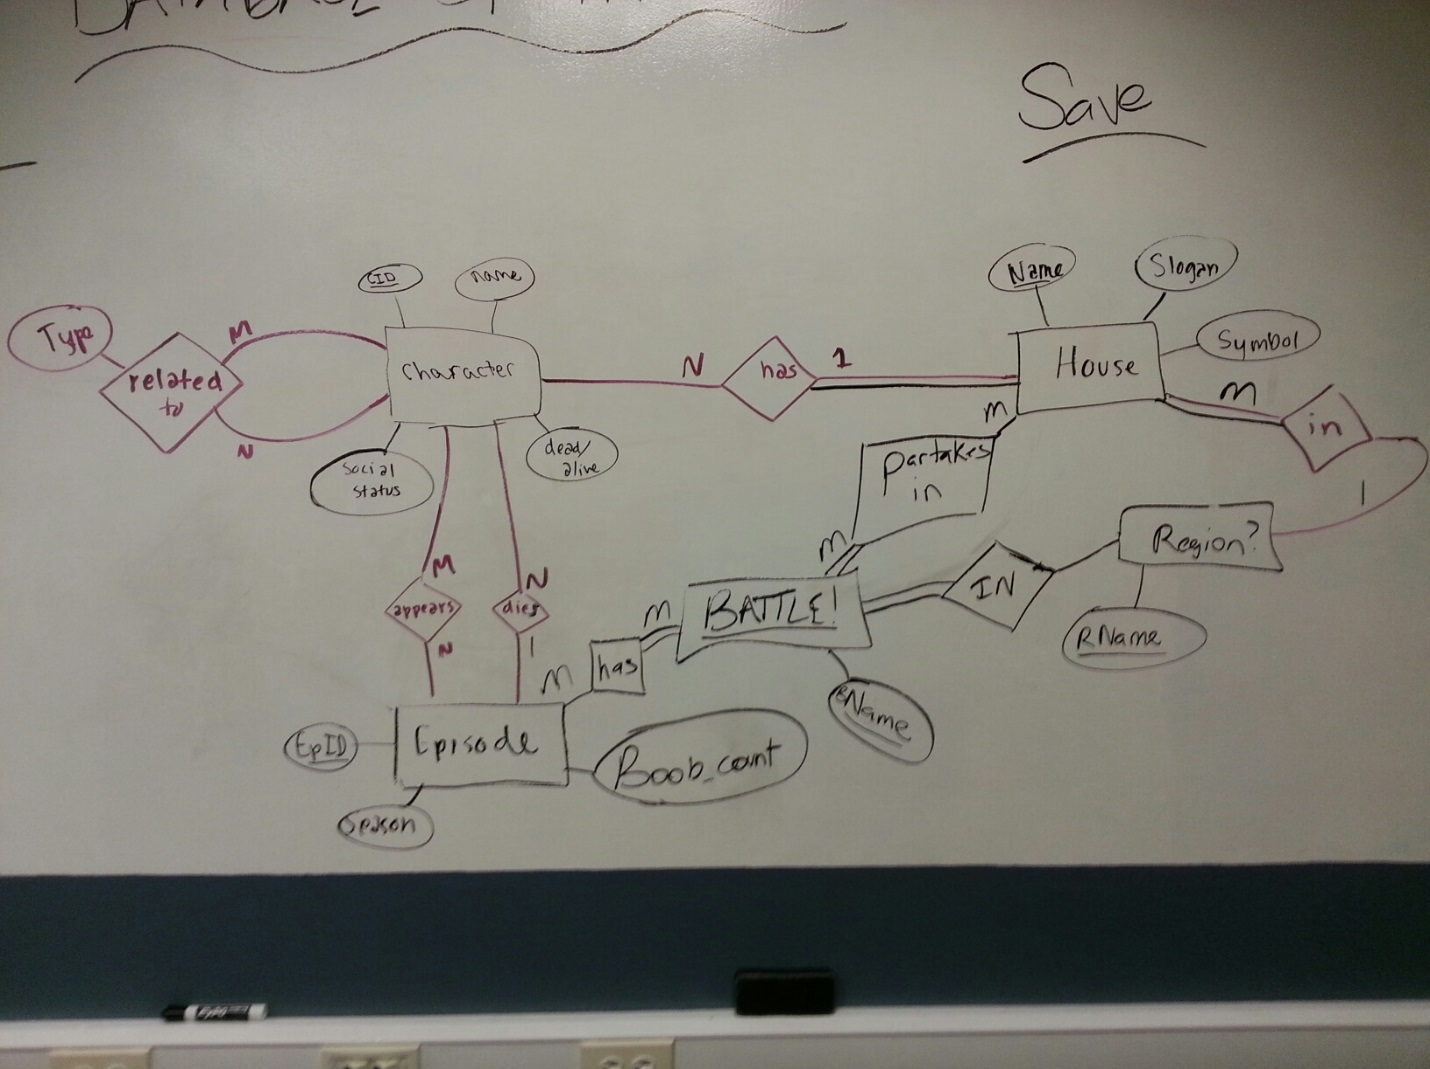 Save
CID
name
Name
Slogan
Type
M
related
to
N
Character
N
has
1
House
Symbol
M
in
1
Social
status
dead/
alive
M
Partakes
in
M
Region?
RName
M
appears
N
N
dies
1
M
has
M
BATTLE!
IN
BName
EpID
Episode
Boob_count
Season